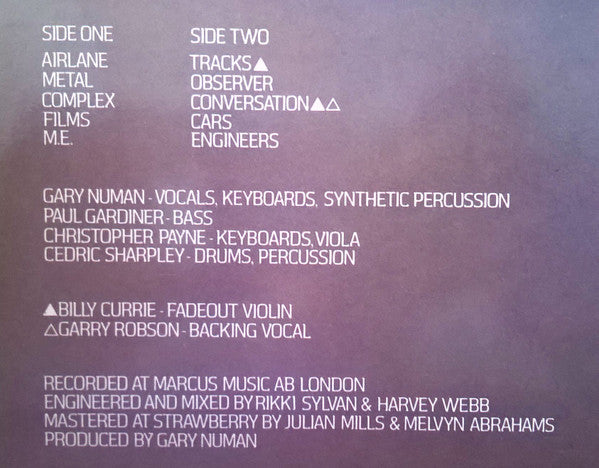 SIDE ONE
AIRLANE
METAL
COMPLEX
FILMS
M.E.
SIDE TWO
TRACKS▲
OBSERVER
CONVERSATION▲△
CARS
ENGINEERS
GARY NUMAN - VOCALS, KEYBOARDS, SYNTHETIC PERCUSSION
PAUL GARDINER - BASS
CHRISTOPHER PAYNE - KEYBOARDS, VIOLA
CEDRIC SHARPLEY - DRUMS, PERCUSSION
▲BILLY CURRIE - FADEOUT VIOLIN
△GARRY ROBSON - BACKING VOCAL
RECORDED AT MARCUS MUSIC AB LONDON
ENGINEERED AND MIXED BY RIKKI SYLVAN & HARVEY WEBB
MASTERED AT STRAWBERRY BY JULIAN MILLS & MELVYN ABRAHAMS
PRODUCED BY GARY NUMAN